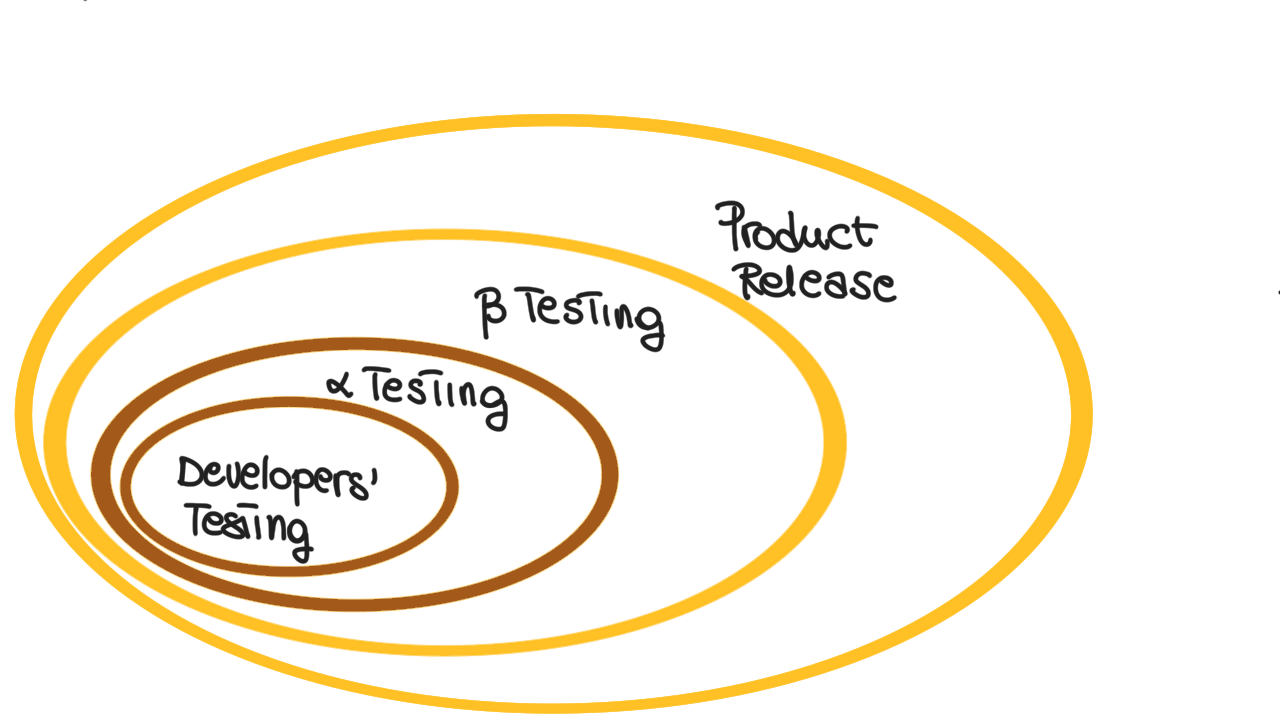 Product
Release
β Testing
α Testing
Developers'
Testing